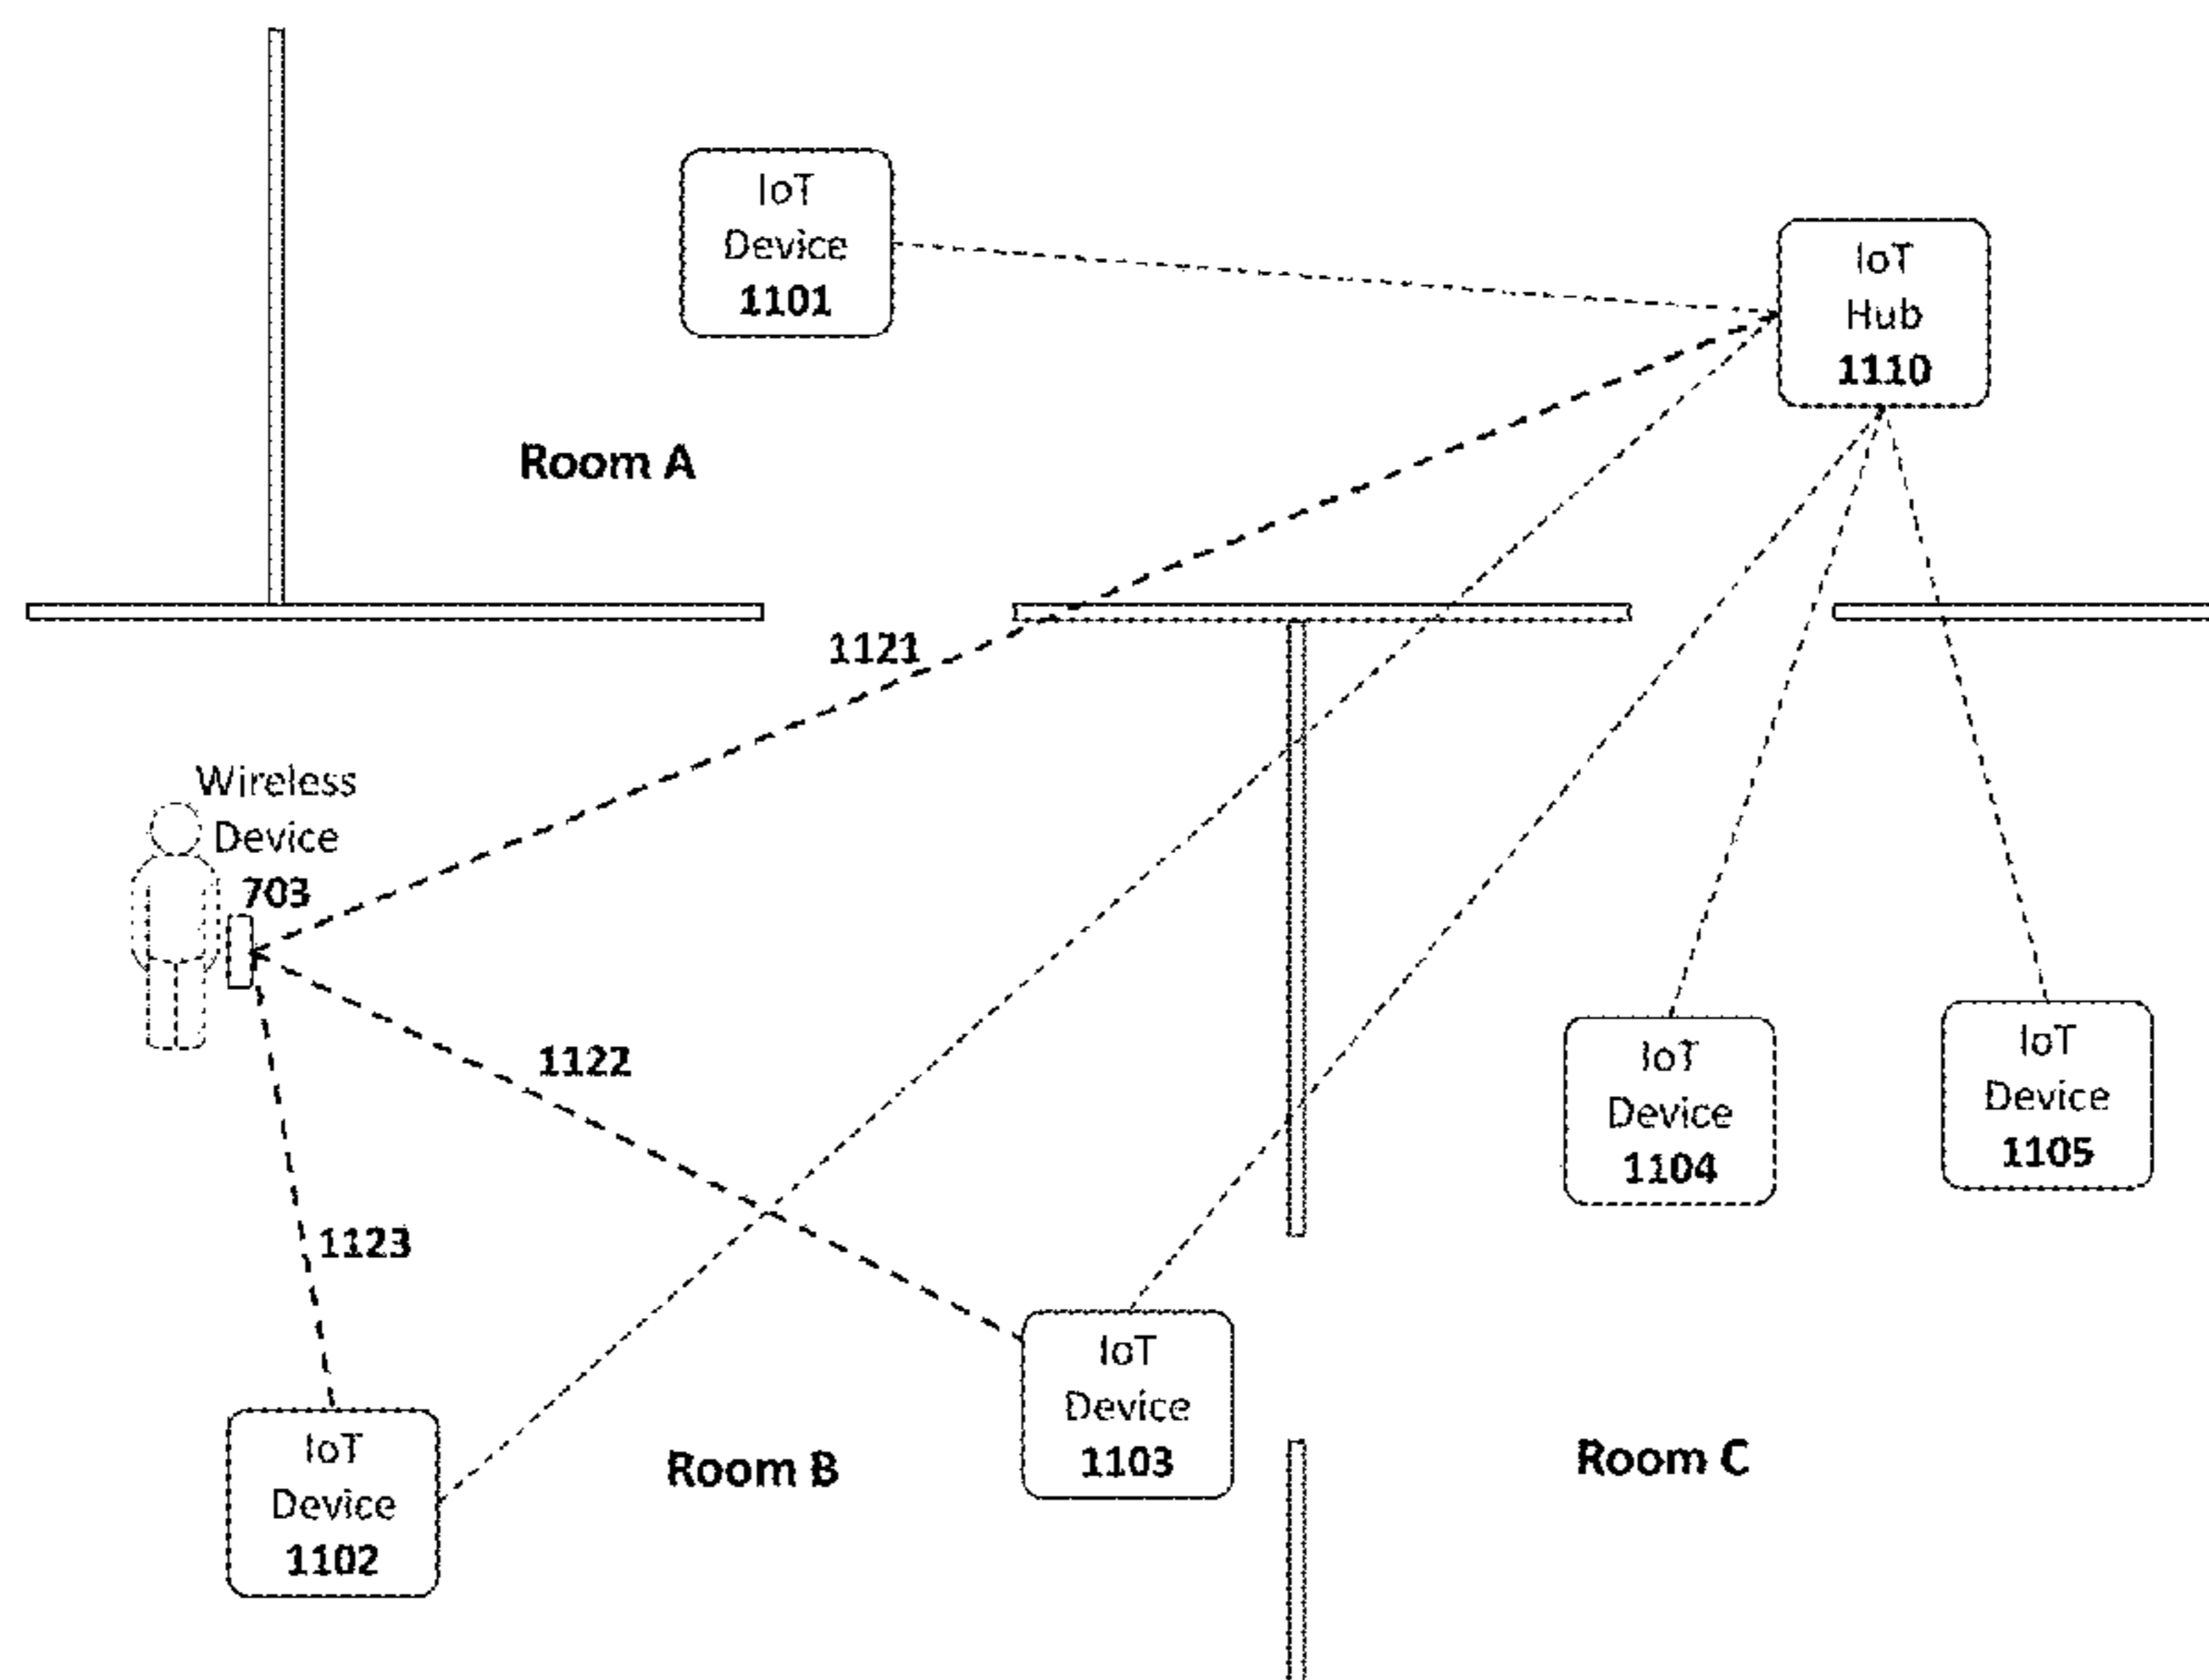 IoT
Device
1101
IoT
Hub
1110
Room A
1121
Wireless
Device
703
1122
1123
IoT
Device
1104
IoT
Device
1105
IoT
Device
1103
IoT
Device
1102
Room B
Room C